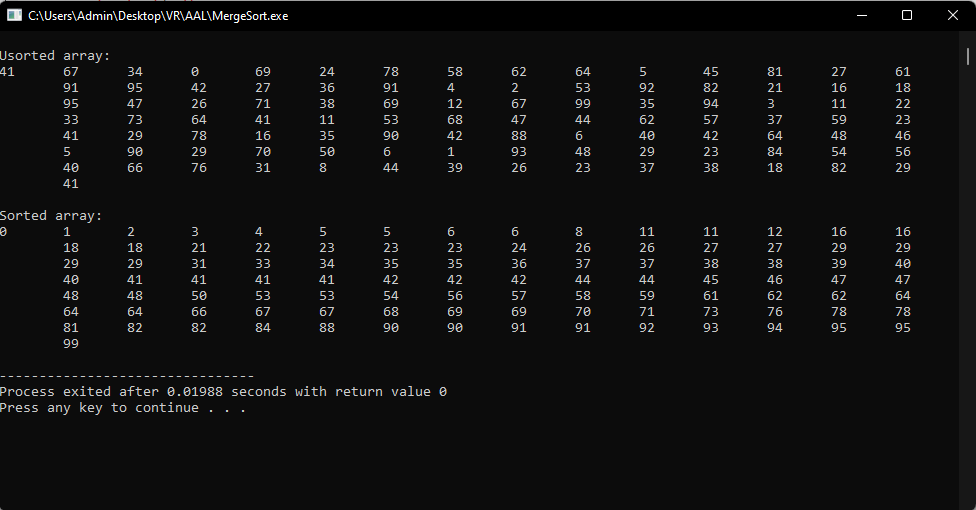 C:\Users\Admin\Desktop\VR\AAL\MergeSort.exe
Usorted array:
41 67 34 0 69 24 78 58 62 64 5 45 81 27 61
91 95 42 27 36 91 4 2 53 92 82 21 16 18
95 47 26 71 38 69 12 67 99 35 94 3 11 22
33 73 64 41 11 53 68 47 44 62 57 37 59 23
41 29 78 16 35 90 42 88 6 40 42 64 48 46
5 90 29 70 50 6 1 93 48 29 23 84 54 56
40 66 76 31 8 44 39 26 23 37 38 18 82 29
41
Sorted array:
0 1 2 3 4 5 5 6 6 8 11 11 12 16 16
18 18 21 22 23 23 23 24 26 26 27 27 29 29
29 29 31 33 34 35 35 36 37 37 38 38 39 40
40 41 41 41 41 42 42 42 44 44 45 46 47 47
48 48 50 53 53 54 56 57 58 59 61 62 62 64
64 64 66 67 67 68 69 69 70 71 73 76 78 78
81 82 82 84 88 90 90 91 91 92 93 94 95 95
99
--------------------------------
Process exited after 0.01988 seconds with return value 0
Press any key to continue . . .